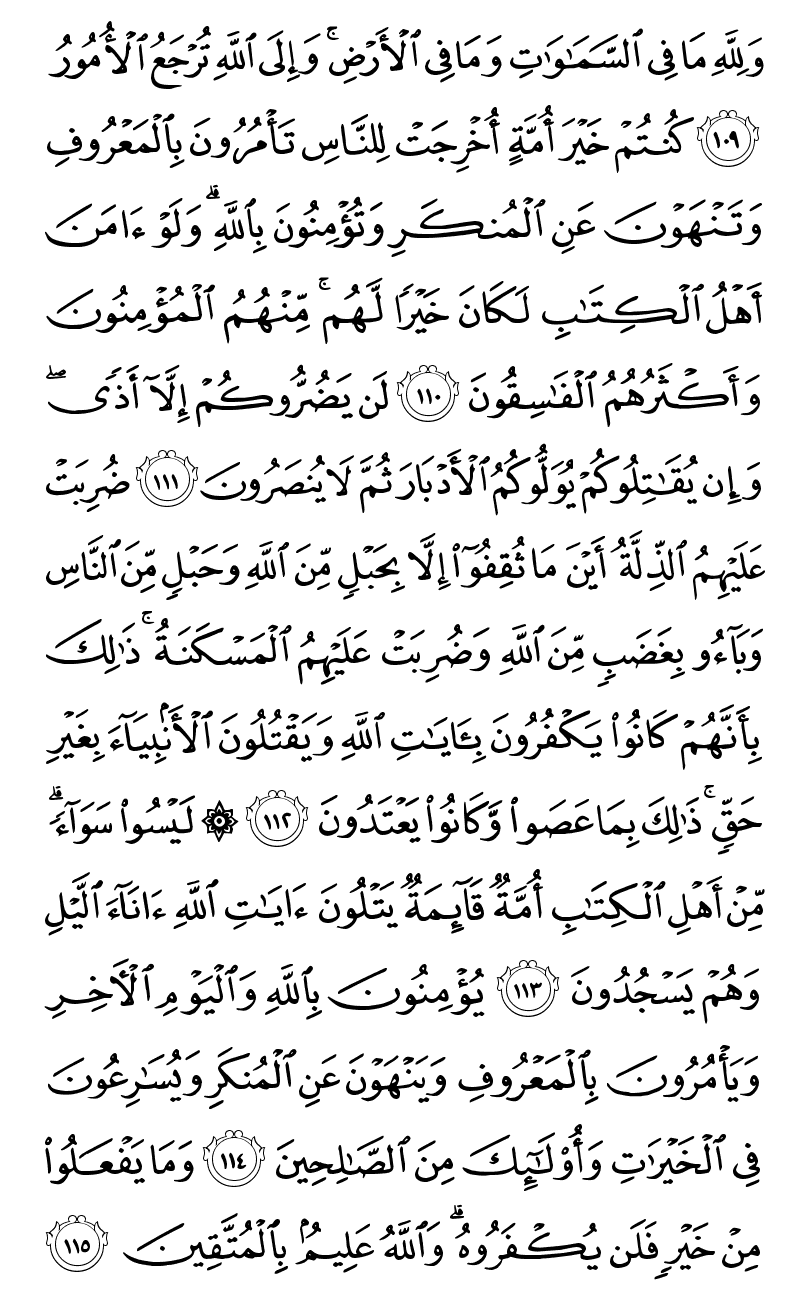 وَلِلَّهِ مَا فِى ٱلسَّمَـٰوَٰتِ وَمَا فِى ٱلْأَرْضِ ۚ وَإِلَى ٱللَّهِ تُرْجَعُ ٱلْأُمُورُ
١٠٩ كُنتُمْ خَيْرَ أُمَّةٍ أُخْرِجَتْ لِلنَّاسِ تَأْمُرُونَ بِٱلْمَعْرُوفِ
وَتَنْهَوْنَ عَنِ ٱلْمُنكَرِ وَتُؤْمِنُونَ بِٱللَّهِ ۗ وَلَوْ ءَامَنَ
أَهْلُ ٱلْكِتَـٰبِ لَكَانَ خَيْرًا لَّهُم ۚ مِّنْهُمُ ٱلْمُؤْمِنُونَ
وَأَكْثَرُهُمُ ٱلْفَـٰسِقُونَ ١١٠ لَن يَضُرُّوكُمْ إِلَّآ أَذًى ۖ
وَإِن يُقَـٰتِلُوكُمْ يُوَلُّوكُمُ ٱلْأَدْبَارَ ثُمَّ لَا يُنصَرُونَ ١١١ ضُرِبَتْ
عَلَيْهِمُ ٱلذِّلَّةُ أَيْنَ مَا ثُقِفُوٓا۟ إِلَّا بِحَبْلٍ مِّنَ ٱللَّهِ وَحَبْلٍ مِّنَ ٱلنَّاسِ
وَبَآءُو بِغَضَبٍ مِّنَ ٱللَّهِ وَضُرِبَتْ عَلَيْهِمُ ٱلْمَسْكَنَةُ ۚ ذَٰلِكَ
بِأَنَّهُمْ كَانُوا۟ يَكْفُرُونَ بِـَٔايَـٰتِ ٱللَّهِ وَيَقْتُلُونَ ٱلْأَنۢبِيَآءَ بِغَيْرِ
حَقٍّ ۚ ذَٰلِكَ بِمَا عَصَوا۟ وَّكَانُوا۟ يَعْتَدُونَ ١١٢ ۞ لَيْسُوا۟ سَوَآءً ۗ
مِّنْ أَهْلِ ٱلْكِتَـٰبِ أُمَّةٌ قَآئِمَةٌ يَتْلُونَ ءَايَـٰتِ ٱللَّهِ ءَانَآءَ ٱلَّيْلِ
وَهُمْ يَسْجُدُونَ ١١٣ يُؤْمِنُونَ بِٱللَّهِ وَٱلْيَوْمِ ٱلْـَٔاخِرِ
وَيَأْمُرُونَ بِٱلْمَعْرُوفِ وَيَنْهَوْنَ عَنِ ٱلْمُنكَرِ وَيُسَـٰرِعُونَ
فِى ٱلْخَيْرَٰتِ وَأُو۟لَـٰٓئِكَ مِنَ ٱلصَّـٰلِحِينَ ١١٤ وَمَا يَفْعَلُوا۟
مِنْ خَيْرٍ فَلَن يُكْفَرُوهُ ۗ وَٱللَّهُ عَلِيمٌۢ بِٱلْمُتَّقِينَ ١١٥